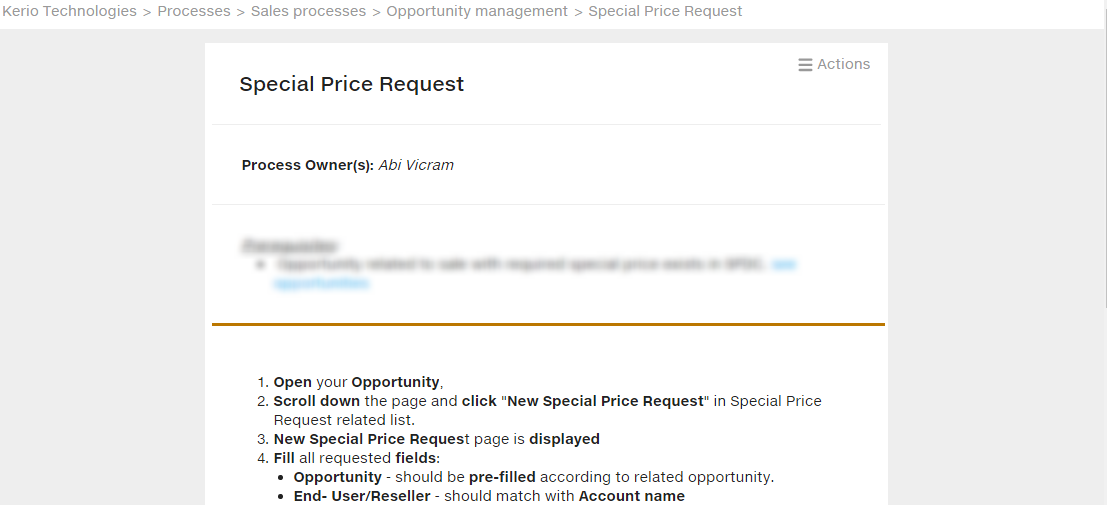 Kerio Technologies > Processes > Sales processes > Opportunity management > Special Price Request
Actions
Special Price Request
Process Owner(s): Abi Vicram
1. Open your Opportunity,
2. Scroll down the page and click "New Special Price Request" in Special Price
Request related list.
3. New Special Price Request page is displayed
4. Fill all requested fields:
• Opportunity - should be pre-filled according to related opportunity.
• End- User/Reseller - should match with Account name